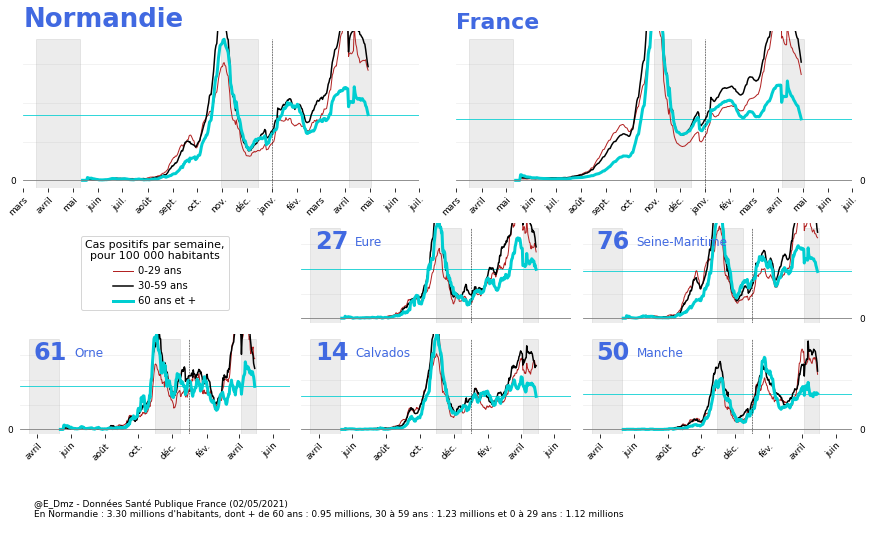 Normandie
France
0
mars avril mai juin juil. août sept. oct. nov. déc. janv. fév. mars avril mai juin juil.
0
mars avril mai juin juil. août sept. oct. nov. déc. janv. fév. mars avril mai juin juil.
Cas positifs par semaine,
pour 100 000 habitants
0-29 ans
30-59 ans
60 ans et +
27 Eure
76 Seine-Maritime
0
61 Orne
0
avril juin août oct. déc. fév. avril juin
14 Calvados
avril juin août oct. déc. fév. avril juin
50 Manche
0
avril juin août oct. déc. fév. avril juin
@E_Dmz - Données Santé Publique France (02/05/2021)
En Normandie : 3.30 millions d'habitants, dont + de 60 ans : 0.95 millions, 30 à 59 ans : 1.23 millions et 0 à 29 ans : 1.12 millions